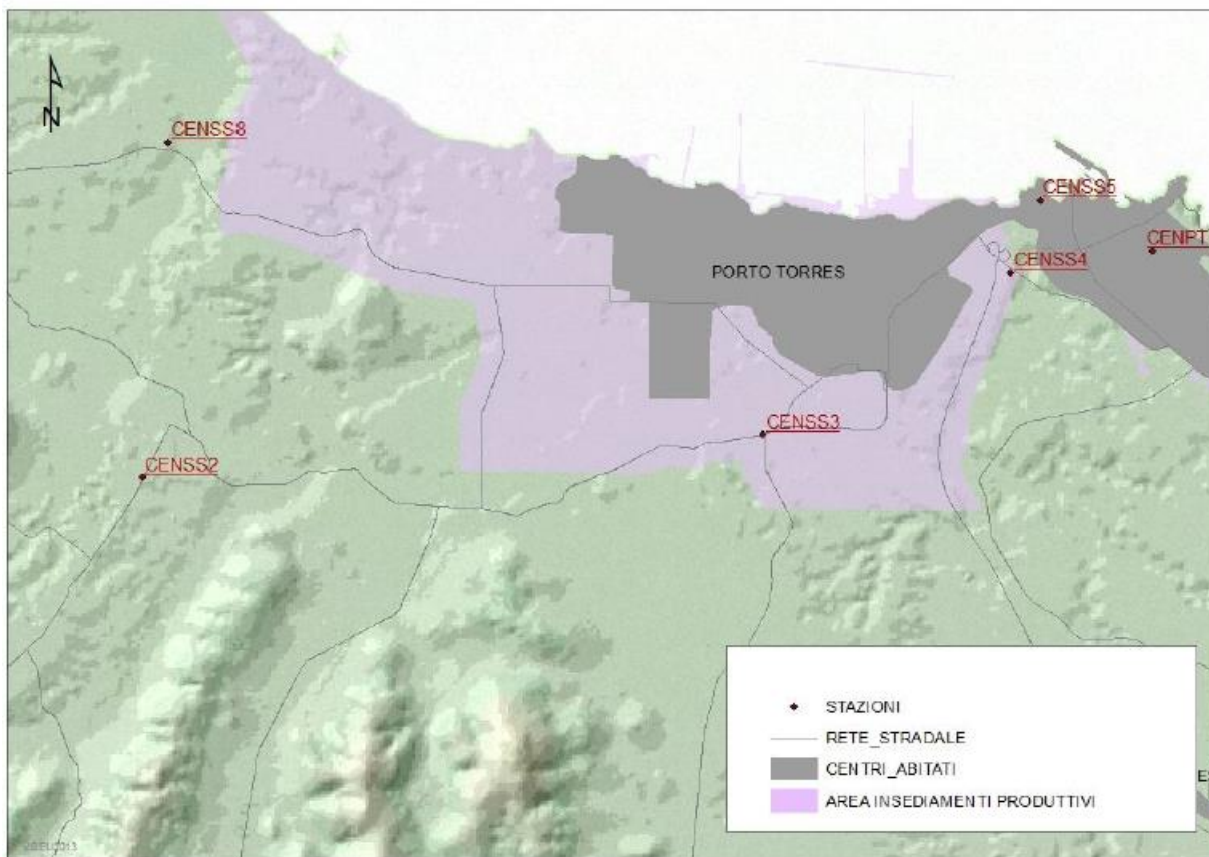 N
CENSS8
CENSS5
CENPT
CENSS4
PORTO TORRES
CENSS3
CENSS2
STAZIONI
RETE_STRADALE
CENTRI_ABITATI
AREA INSEDIAMENTI PRODUTTIVI